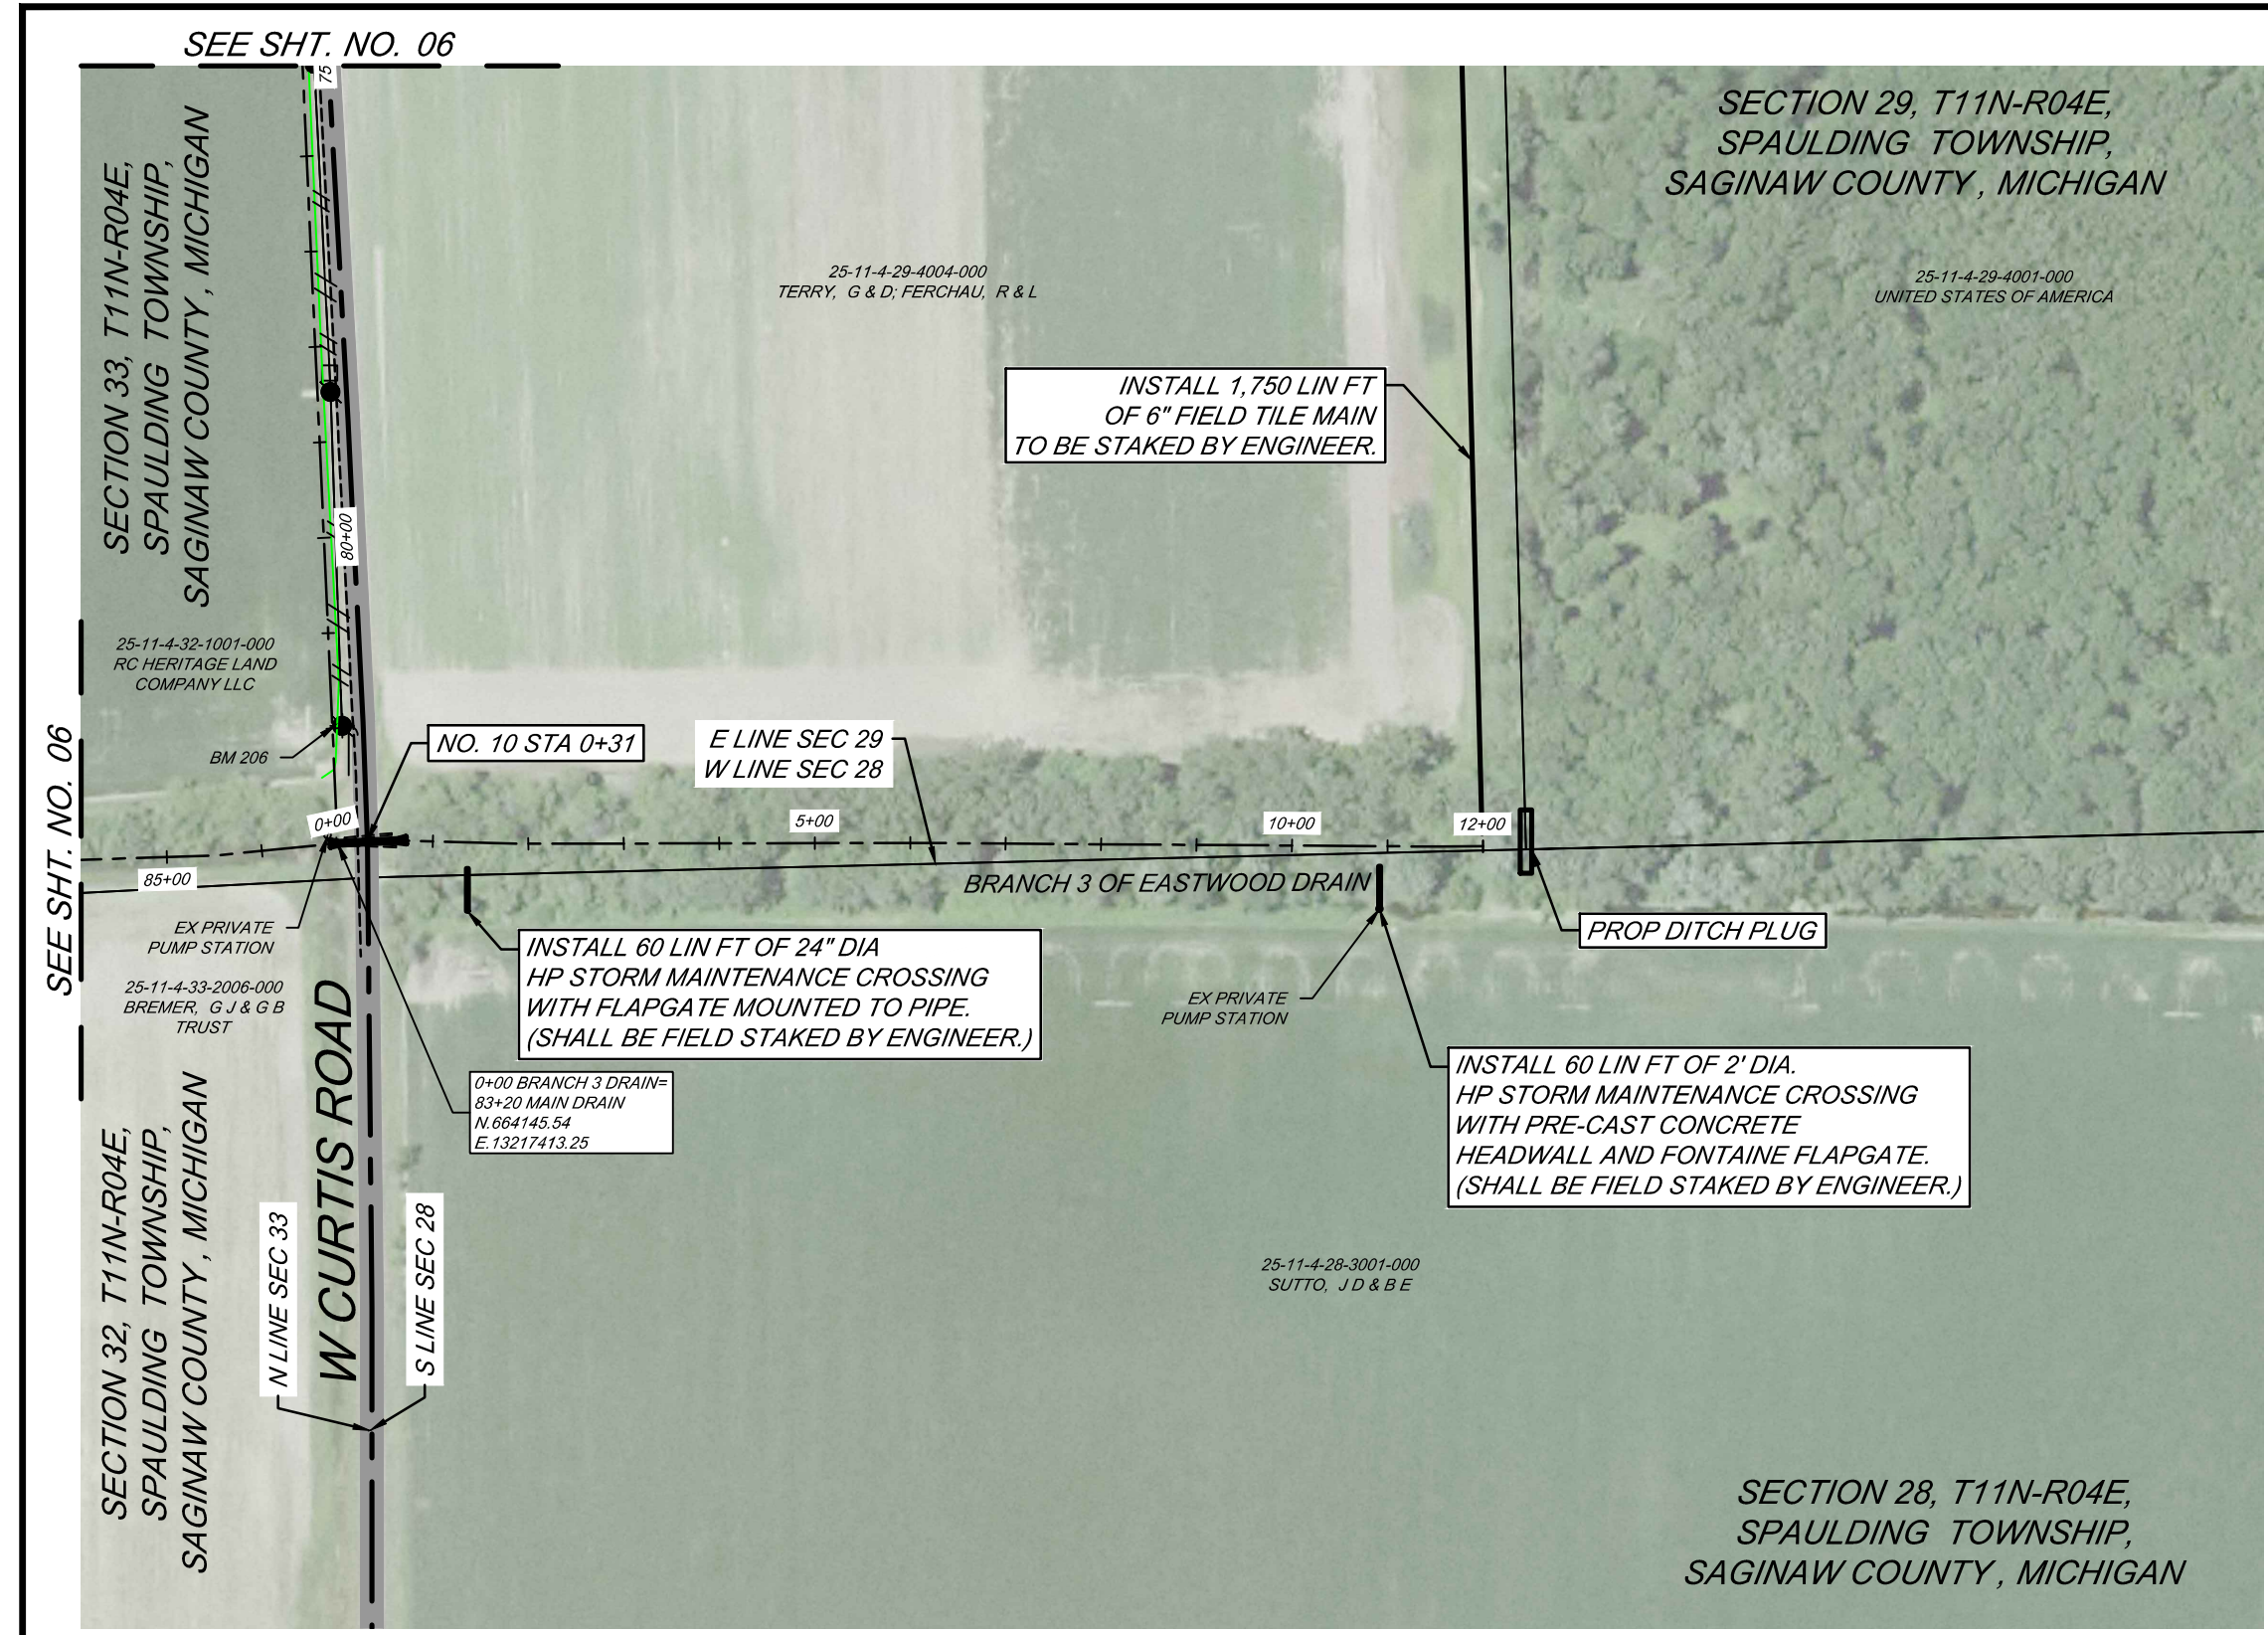 SEE SHT. NO. 06
75
SECTION 33, T11N-R04E,
SPAULDING TOWNSHIP,
SAGINAW COUNTY, MICHIGAN
SECTION 29, T11N-R04E,
SPAULDING TOWNSHIP,
SAGINAW COUNTY, MICHIGAN
25-11-4-29-4004-000
TERRY, G & D; FERCHAU, R & L
25-11-4-29-4001-000
UNITED STATES OF AMERICA
INSTALL 1,750 LIN FT
OF 6" FIELD TILE MAIN
TO BE STAKED BY ENGINEER.
80+00
25-11-4-32-1001-000
RC HERITAGE LAND
COMPANY LLC
BM 206
NO. 10 STA 0+31
E LINE SEC 29
W LINE SEC 28
SEE SHT. NO. 06
0+00
5+00
10+00
12+00
85+00
BRANCH 3 OF EASTWOOD DRAIN
EX PRIVATE
PUMP STATION
PROP DITCH PLUG
INSTALL 60 LIN FT OF 24" DIA
HP STORM MAINTENANCE CROSSING
WITH FLAPGATE MOUNTED TO PIPE.
(SHALL BE FIELD STAKED BY ENGINEER.)
25-11-4-33-2006-000
BREMER, G J & G B
TRUST
EX PRIVATE
PUMP STATION
INSTALL 60 LIN FT OF 2' DIA.
HP STORM MAINTENANCE CROSSING
WITH PRE-CAST CONCRETE
HEADWALL AND FONTAINE FLAPGATE.
(SHALL BE FIELD STAKED BY ENGINEER.)
0+00 BRANCH 3 DRAIN=
83+20 MAIN DRAIN
N.664145.54
E.13217413.25
W CURTIS ROAD
SECTION 32, T11N-R04E,
SPAULDING TOWNSHIP,
SAGINAW COUNTY, MICHIGAN
N LINE SEC 33
S LINE SEC 28
25-11-4-28-3001-000
SUTTO, J D & B E
SECTION 28, T11N-R04E,
SPAULDING TOWNSHIP,
SAGINAW COUNTY, MICHIGAN